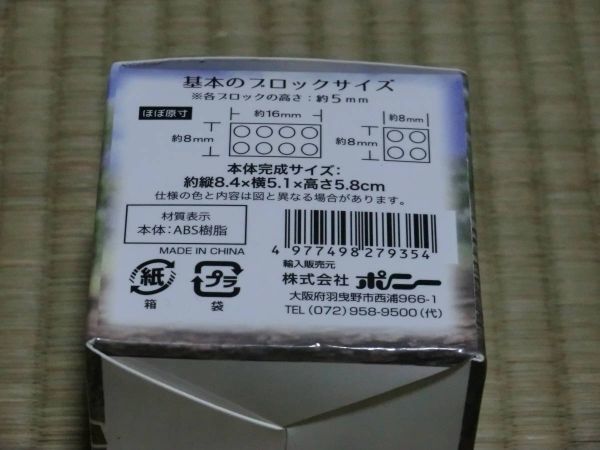 基本のブロックサイズ
※各ブロックの高さ：約5mm
ほぼ原寸
約16mm
約8mm
約8mm
約8mm
本体完成サイズ：
約縦8.4×横5.1×高さ5.8cm
仕様の色と内容は図と異なる場合があります。
材質表示
本体：ABS樹脂
MADE IN CHINA
紙
箱
プラ
袋
4 977498 279354
輸入販売元
株式会社 ポニー
大阪府羽曳野市西浦966-1
TEL (072) 958-9500 (代)